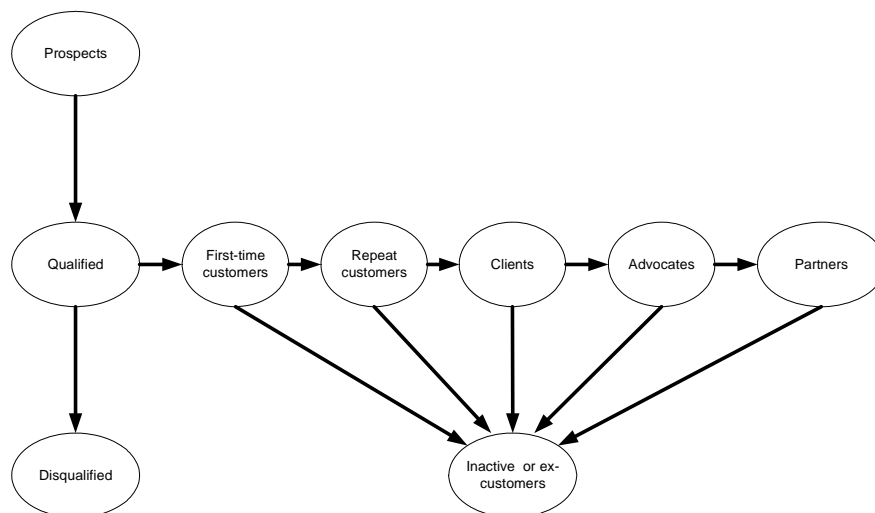 Prospects
Qualified
First-time
customers
Repeat
customers
Clients
Advocates
Partners
Disqualified
Inactive or ex-
customers